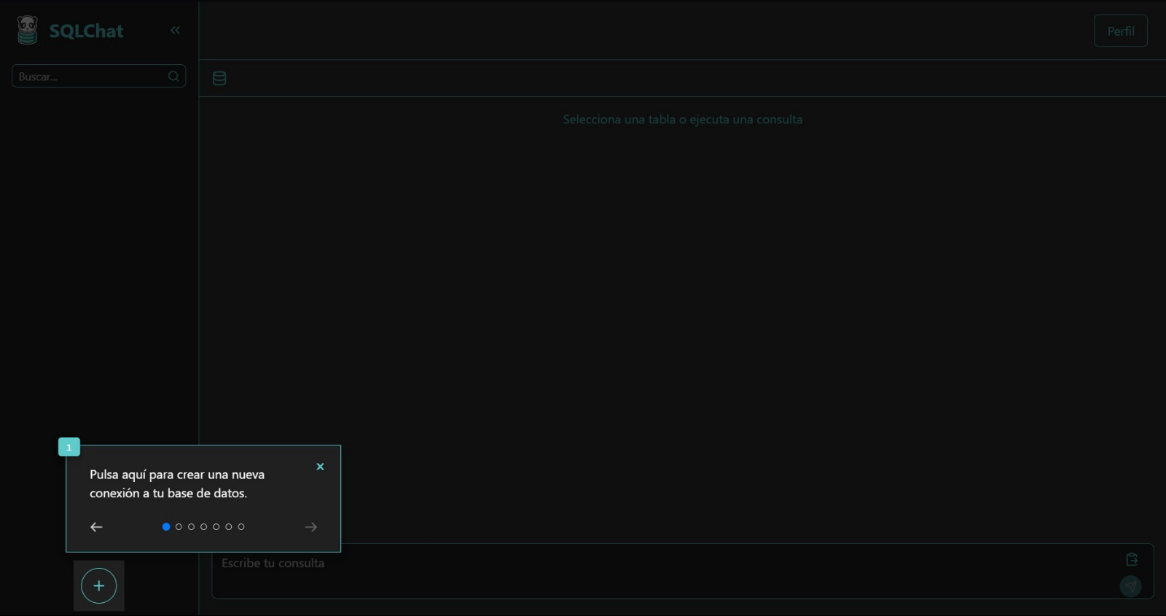 SQLChat
Perfil
Buscar...
Selecciona una tabla o ejecuta una consulta
1
Pulsa aquí para crear una nueva
conexión a tu base de datos.
Escribe tu consulta